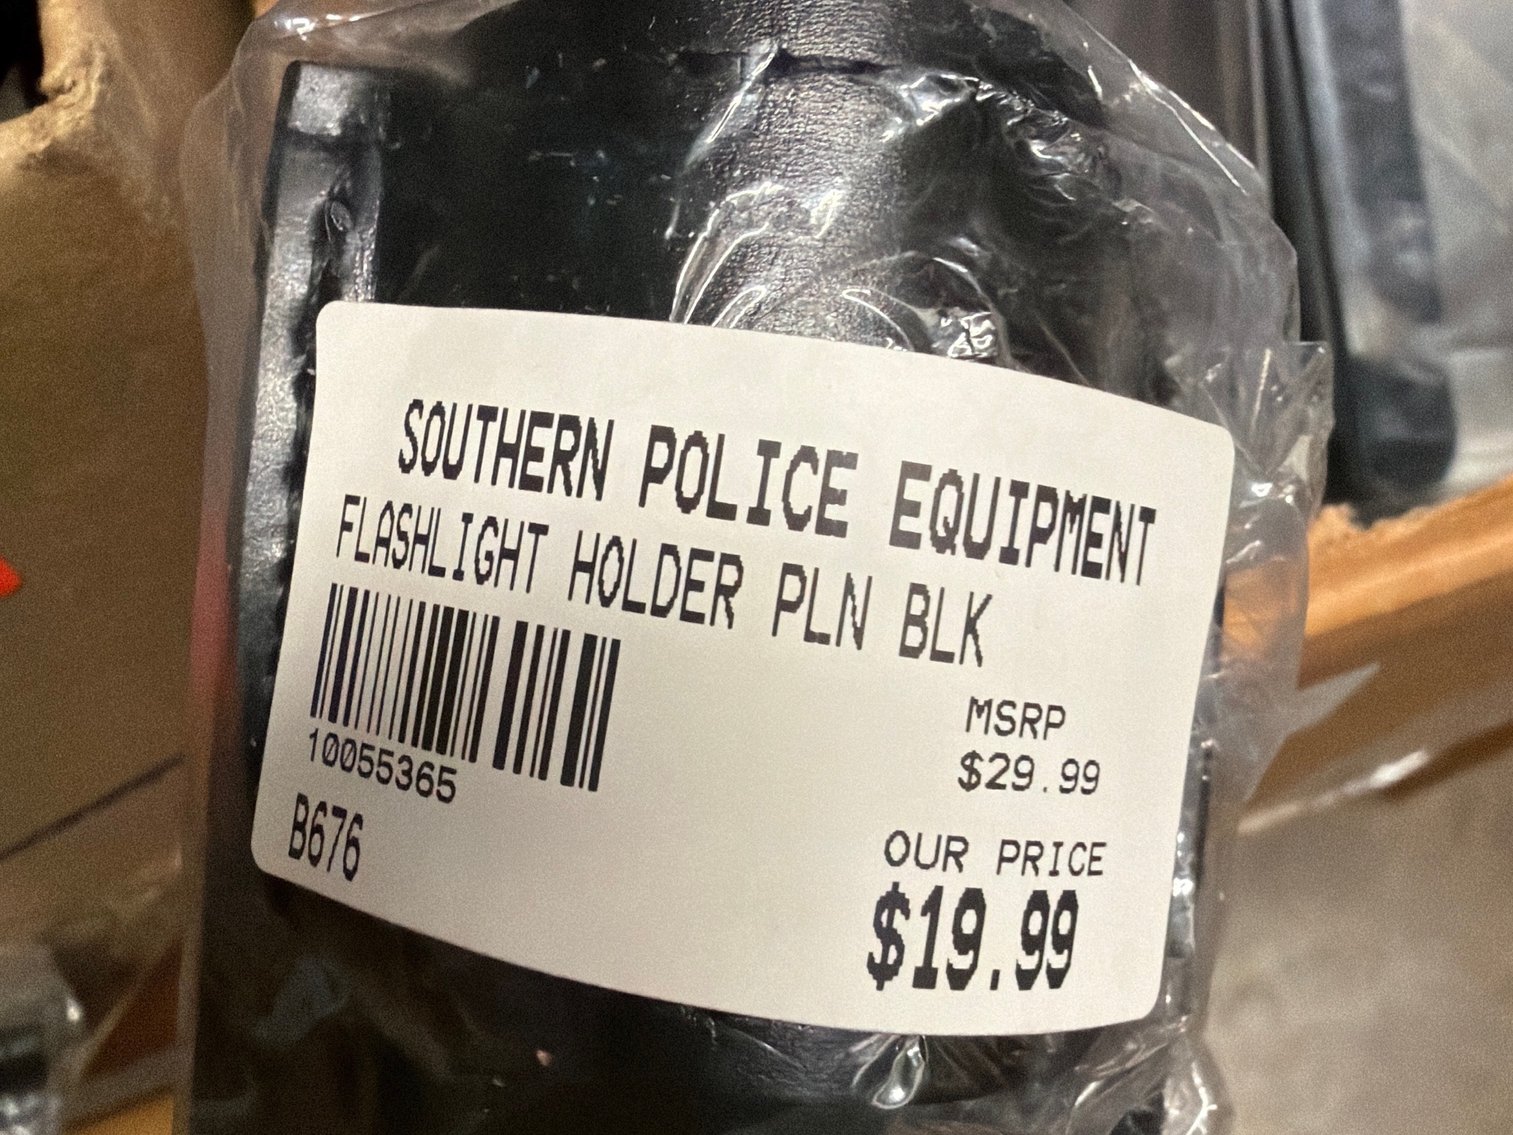 SOUTHERN POLICE EQUIPMENT
FLASHLIGHT HOLDER PLN BLK
10055365
B676
MSRP
$29.99
OUR PRICE
$19.99